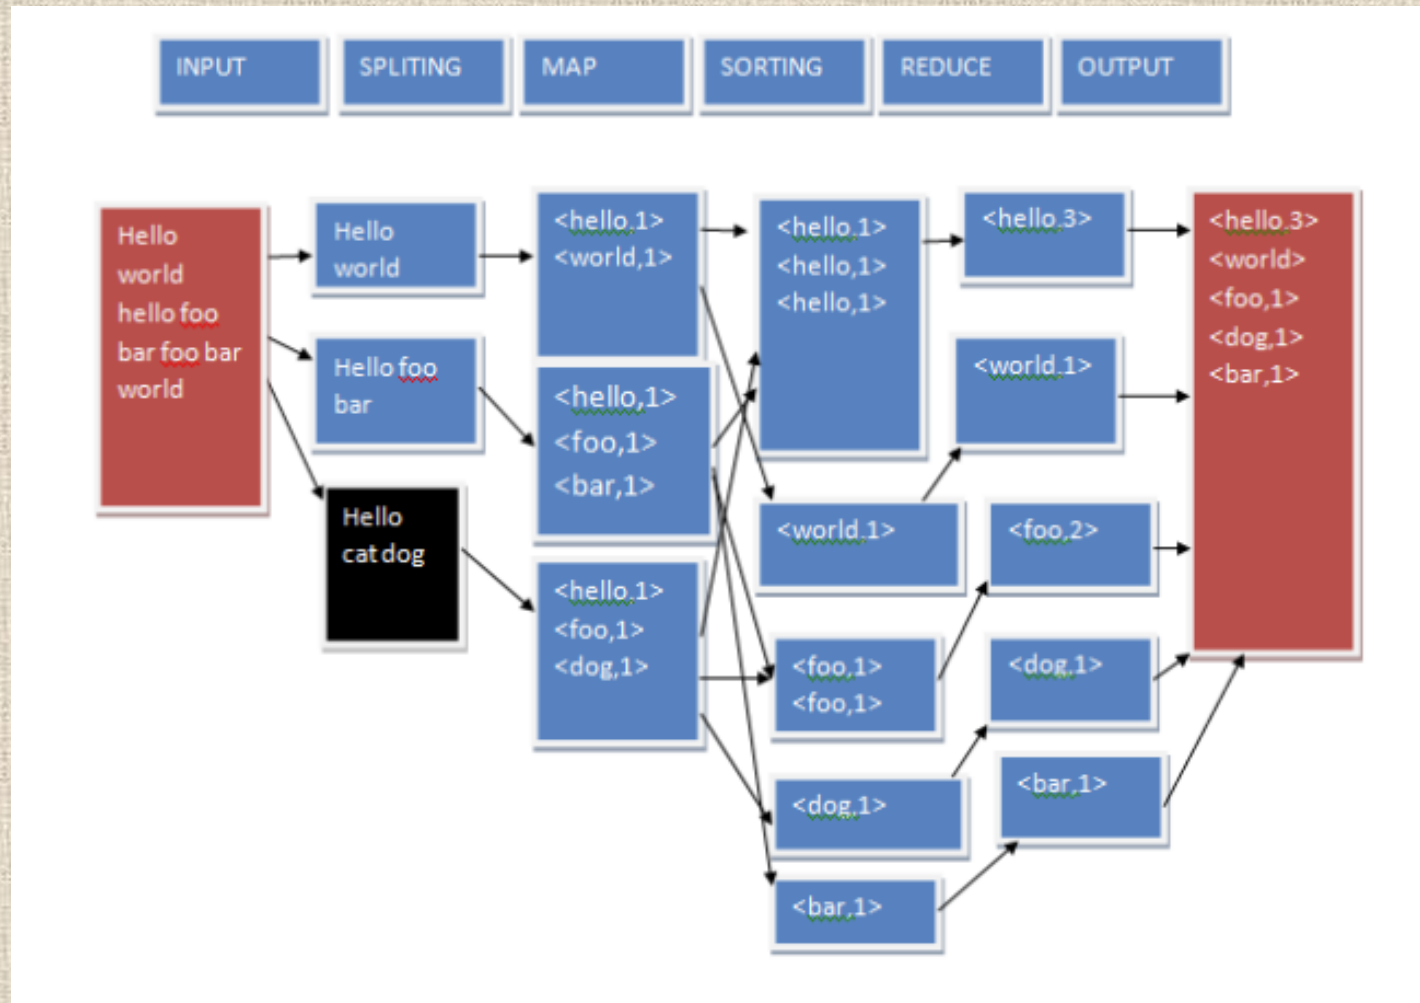 INPUT
SPLITING
MAP
SORTING
REDUCE
OUTPUT
Hello
world
hello foo
bar foo bar
world
Hello
world
Hello foo
bar
Hello
cat dog
<hello,1>
<world,1>
<hello,1>
<foo,1>
<bar,1>
<hello,1>
<foo,1>
<dog,1>
<hello,1>
<hello,1>
<hello,1>
<world,1>
<foo,1>
<foo,1>
<dog,1>
<bar,1>
<hello,3>
<world,1>
<foo,2>
<dog,1>
<bar,1>
<hello,3>
<world>
<foo,1>
<dog,1>
<bar,1>